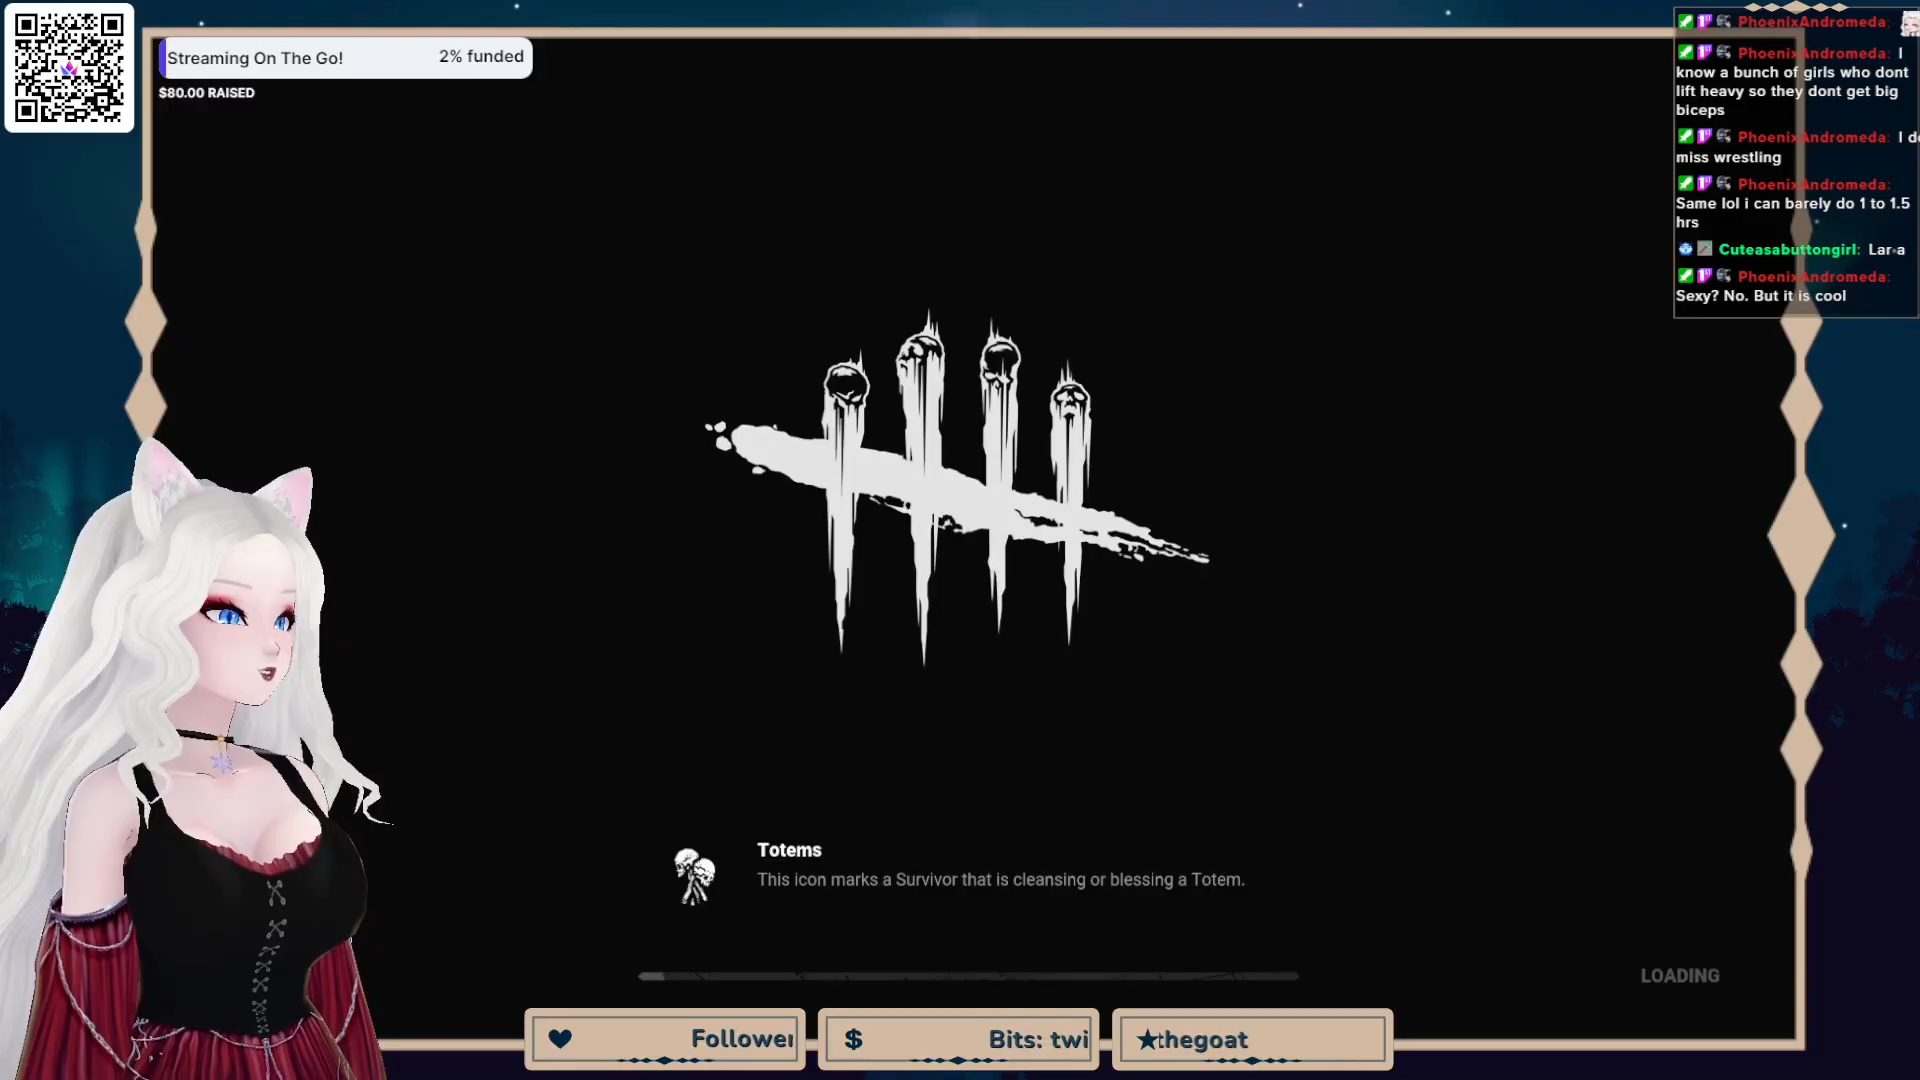 Streaming On The Go!
2% funded
$80.00 RAISED
PhoenixAndromeda:
PhoenixAndromeda: I
know a bunch of girls who dont
lift heavy so they dont get big
biceps
PhoenixAndromeda: I do
miss wrestling
PhoenixAndromeda:
Same lol i can barely do 1 to 1.5
hrs
Cuteasabuttongirl:
PhoenixAndromeda:
Sexy? No. But it is cool
Totems
This icon marks a Survivor that is cleansing or blessing a Totem.
LOADING
$
Bits: twi
thegoat